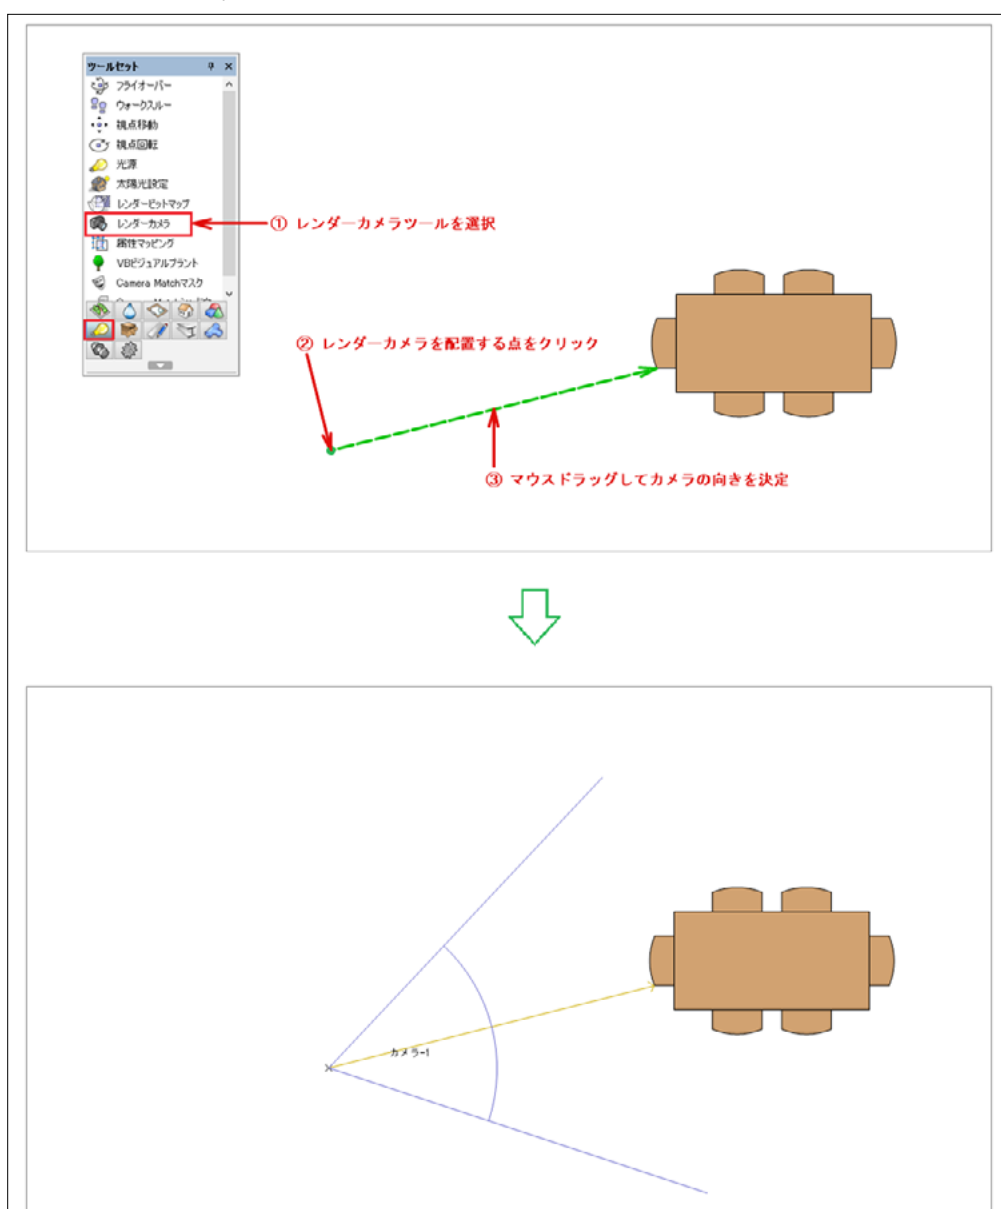 ツールセット
フライオーバー
ウォークスルー
視点移動
視点回転
光源
太陽光設定
レンダービットマップ
レンダーカメラ
① レンダーカメラツールを選択
属性マッピング
VBビジュアルプラント
Camera Matchマスク
② レンダーカメラを配置する点をクリック
③ マウスドラッグしてカメラの向きを決定
カメラ-1